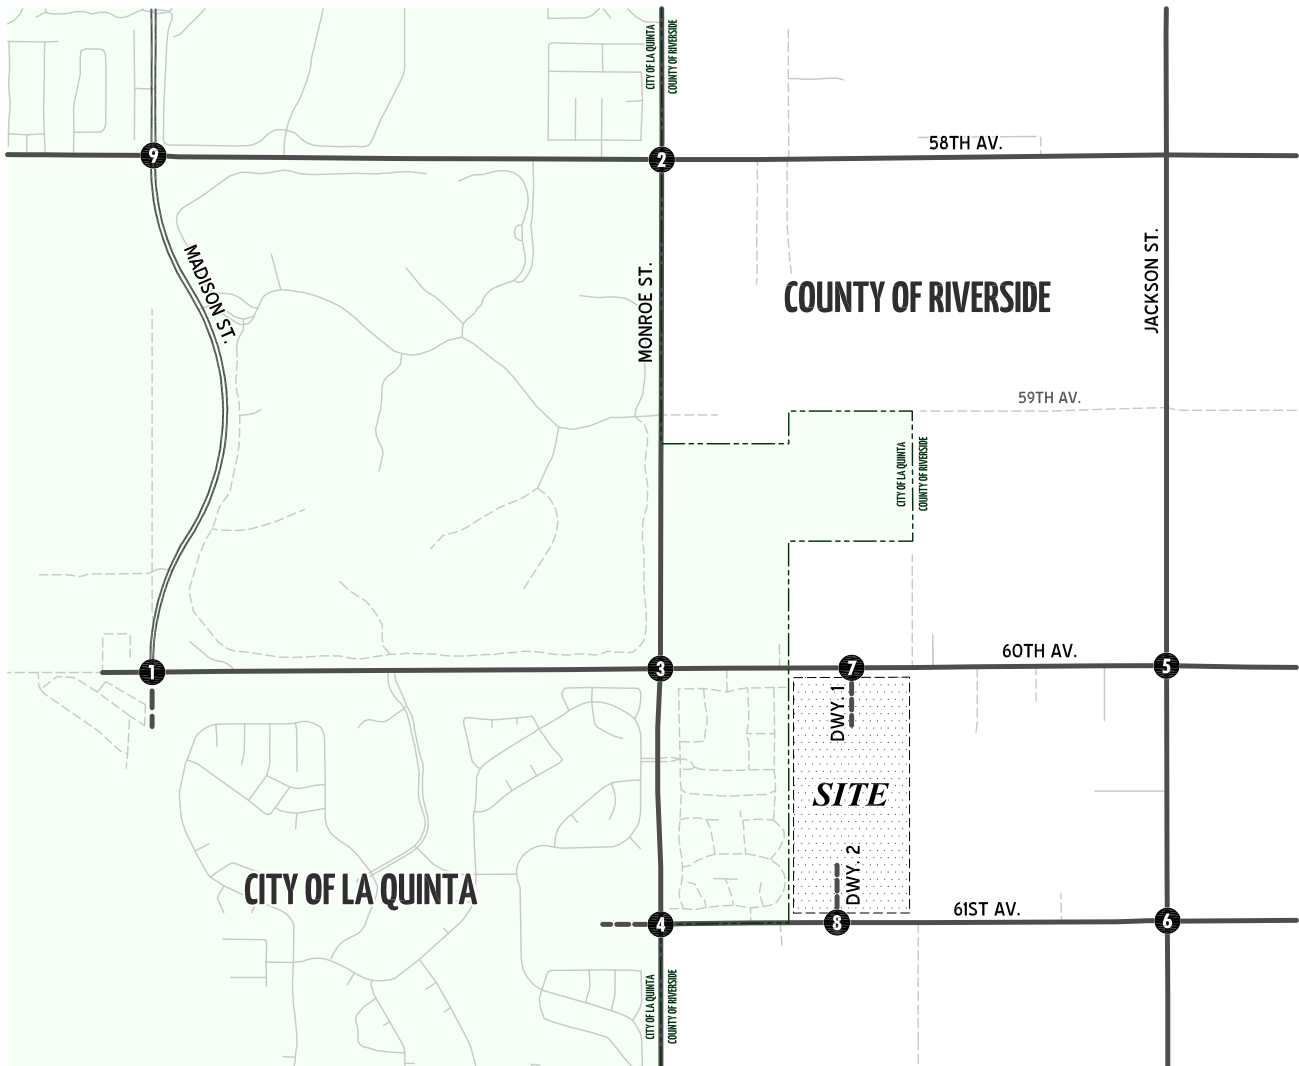 CITY OF LA QUINTA
COUNTY OF RIVERSIDE
58TH AV.
9
2
MADISON ST.
MONROE ST.
JACKSON ST.
COUNTY OF RIVERSIDE
59TH AV.
CITY OF LA QUINTA
COUNTY OF RIVERSIDE
60TH AV.
1
3
7
5
DWY. 1
SITE
DWY. 2
CITY OF LA QUINTA
61ST AV.
4
8
6
CITY OF LA QUINTA
COUNTY OF RIVERSIDE